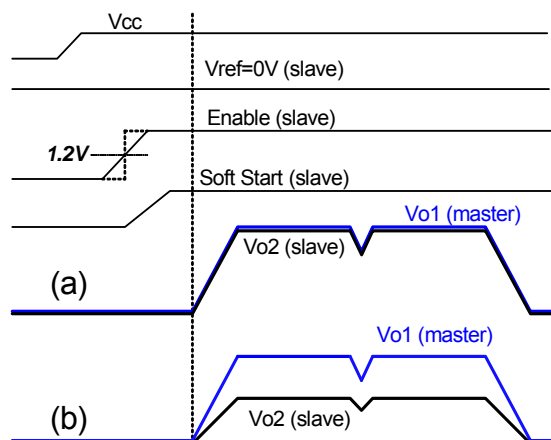 Vcc
Vref=0V (slave)
Enable (slave)
1.2V
Soft Start (slave)
Vo1 (master)
Vo2 (slave)
(a)
Vo1 (master)
(b)
Vo2 (slave)